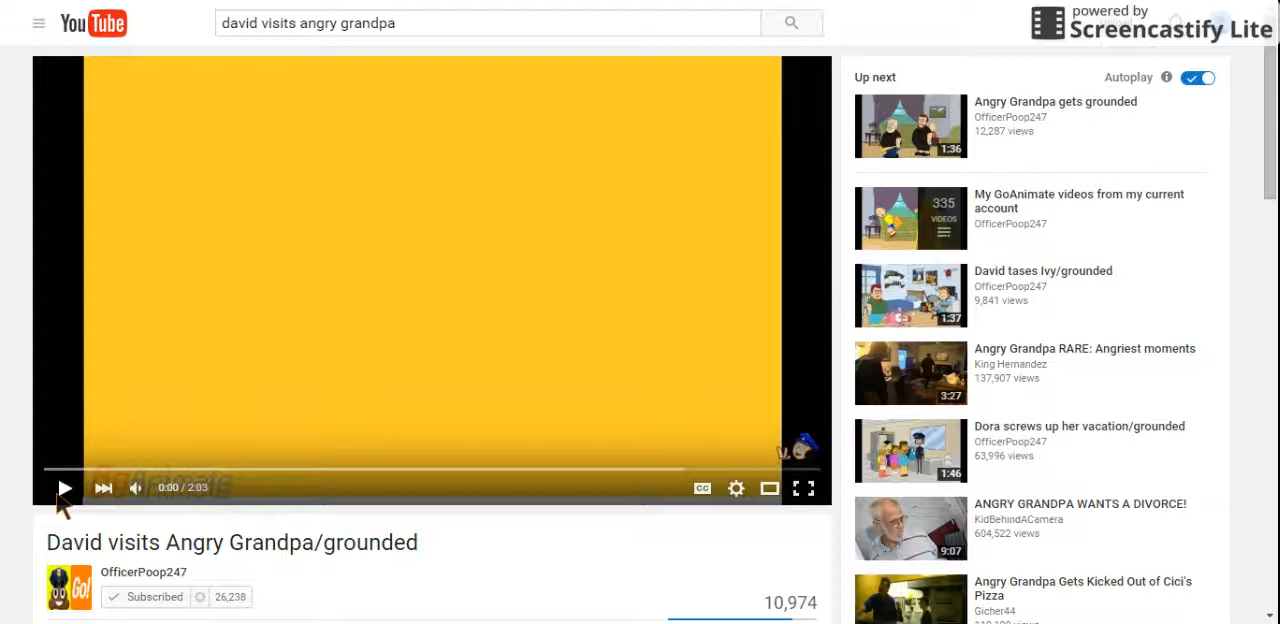 YouTube
david visits angry grandpa
powered by
Screencastify Lite
0:00 / 2:03
CC
David visits Angry Grandpa/grounded
Go!
OfficerPoop247
Subscribed
26,238
10,974
Up next
Autoplay
Angry Grandpa gets grounded
OfficerPoop247
12,287 views
1:36
My GoAnimate videos from my current
account
OfficerPoop247
335
VIDEOS
David tases Ivy/grounded
OfficerPoop247
9,841 views
1:37
Angry Grandpa RARE: Angriest moments
King Hernandez
137,907 views
3:27
Dora screws up her vacation/grounded
OfficerPoop247
63,996 views
1:46
ANGRY GRANDPA WANTS A DIVORCE!
KidBehindACamera
604,522 views
9:07
Angry Grandpa Gets Kicked Out of Cici's
Pizza
Gicher44